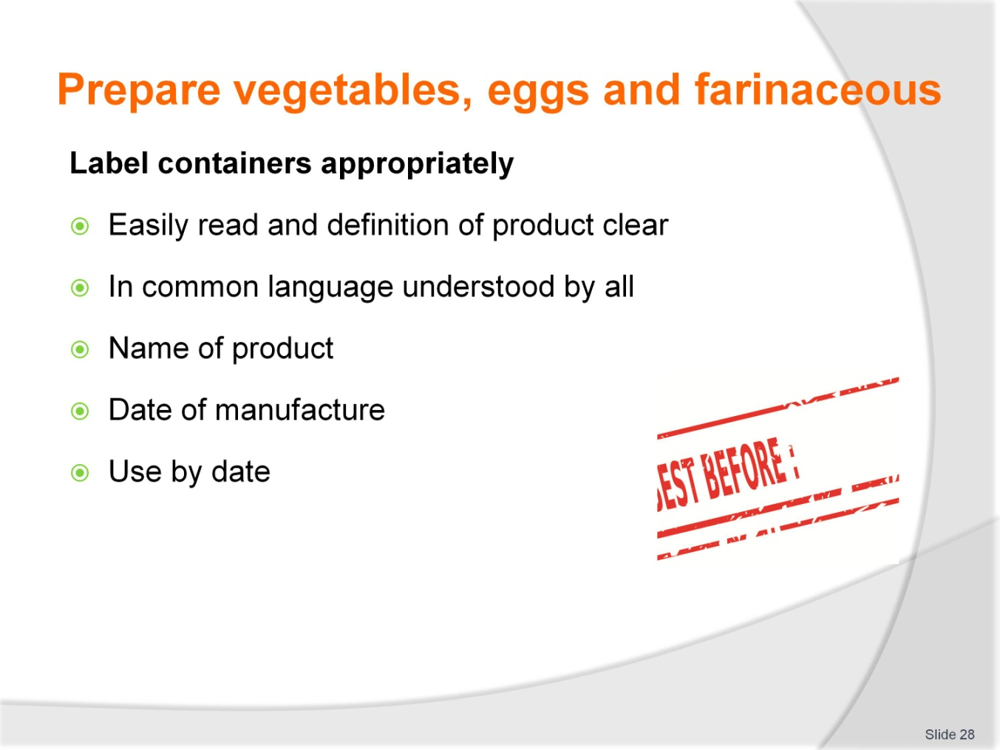 Prepare vegetables, eggs and farinaceous
Label containers appropriately
Easily read and definition of product clear
In common language understood by all
Name of product
Date of manufacture
Use by date
BEST BEFORE :
Slide 28